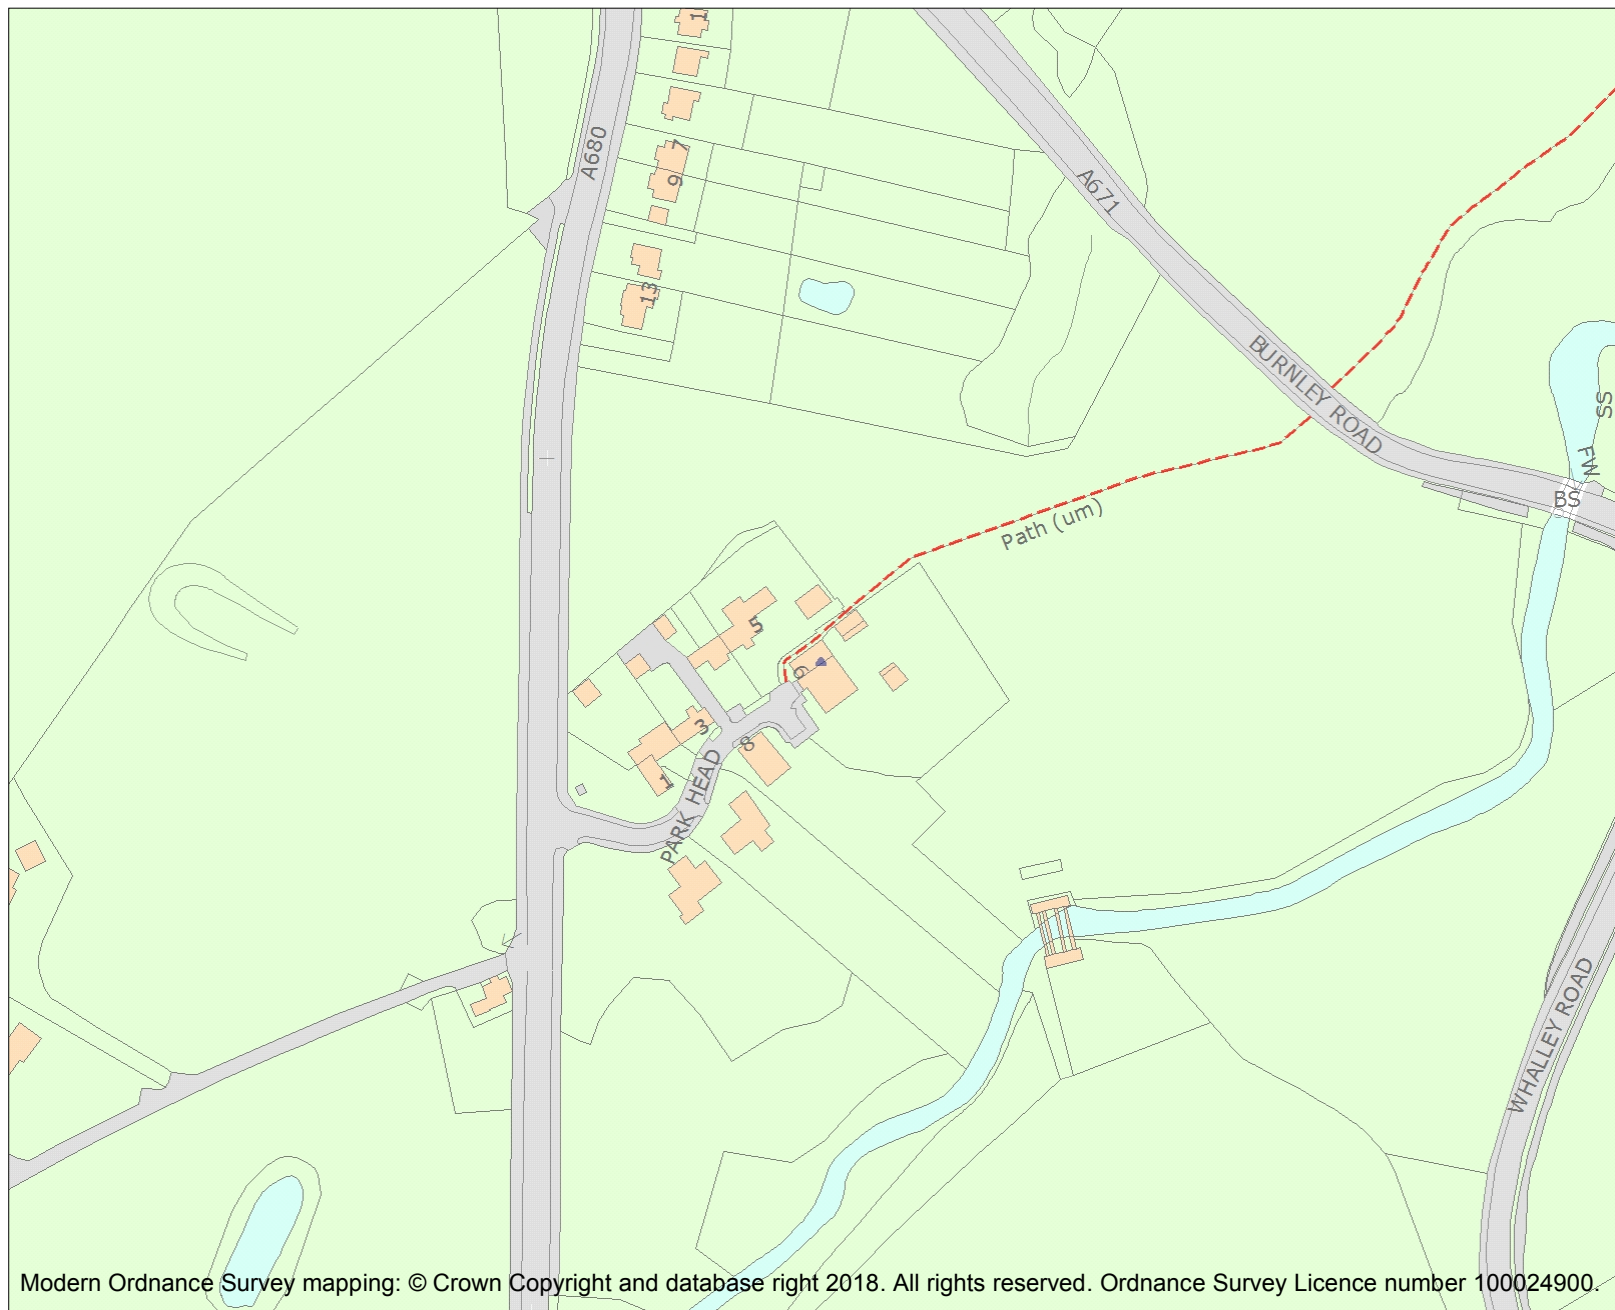 1
A680
7
9
A671
13
BURNLEY ROAD
SS
FW
BS
Path (um)
5
6
3
8
1
PARK HEAD
WHALLEY ROAD
Modern Ordnance Survey mapping: © Crown Copyright and database right 2018. All rights reserved. Ordnance Survey Licence number 100024900.